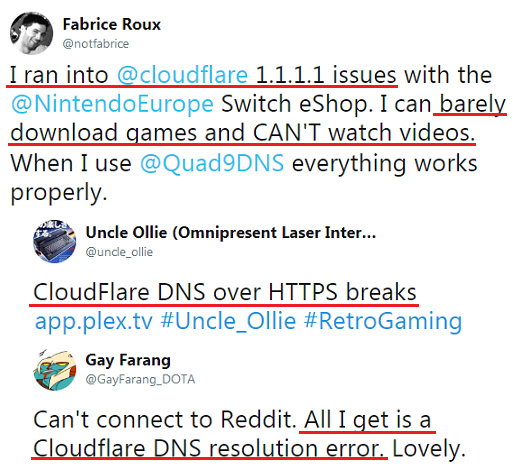 Fabrice Roux
@notfabrice
I ran into @cloudflare 1.1.1.1 issues with the
@NintendoEurope Switch eShop. I can barely
download games and CAN'T watch videos.
When I use @Quad9DNS everything works
properly.
Uncle Ollie (Omnipresent Laser Inter...
@uncle_ollie
CloudFlare DNS over HTTPS breaks
app.plex.tv #Uncle_Ollie #RetroGaming
Gay Farang
@GayFarang_DOTA
Can't connect to Reddit. All I get is a
Cloudflare DNS resolution error. Lovely.